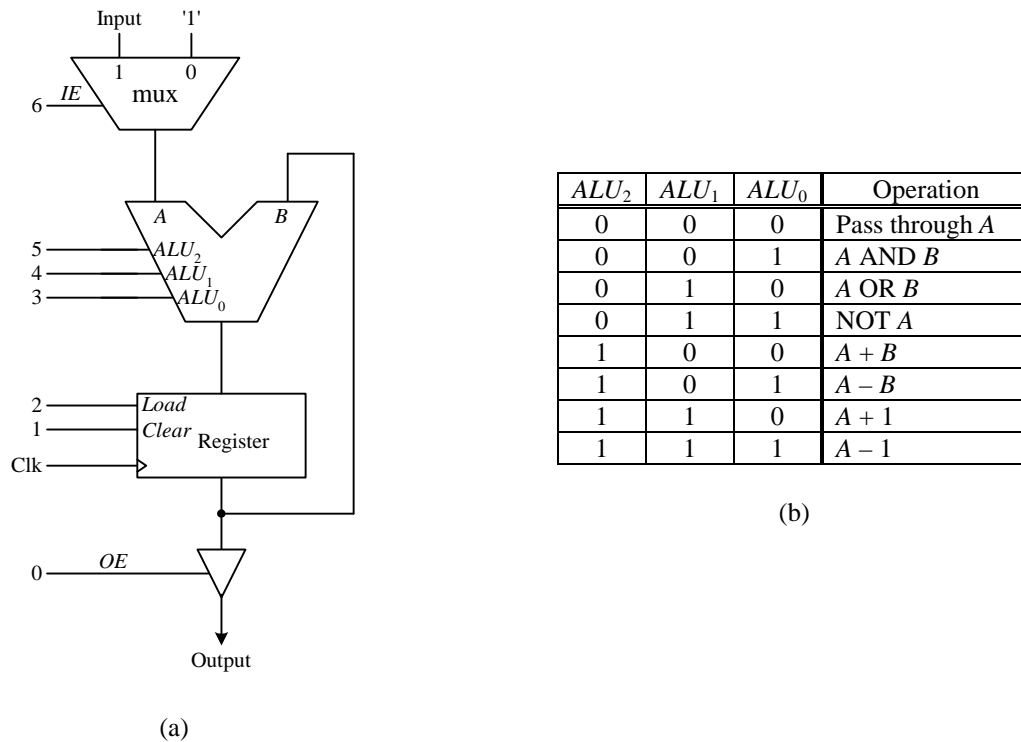 Input '1'
1 0
mux
6 IE
A B
5 ALU2
4 ALU1
3 ALU0
2 Load
1 Clear
Register
Clk
0 OE
Output
(a)
ALU2 ALU1 ALU0 Operation
0 0 0 Pass through A
0 0 1 A AND B
0 1 0 A OR B
0 1 1 NOT A
1 0 0 A + B
1 0 1 A – B
1 1 0 A + 1
1 1 1 A – 1
(b)